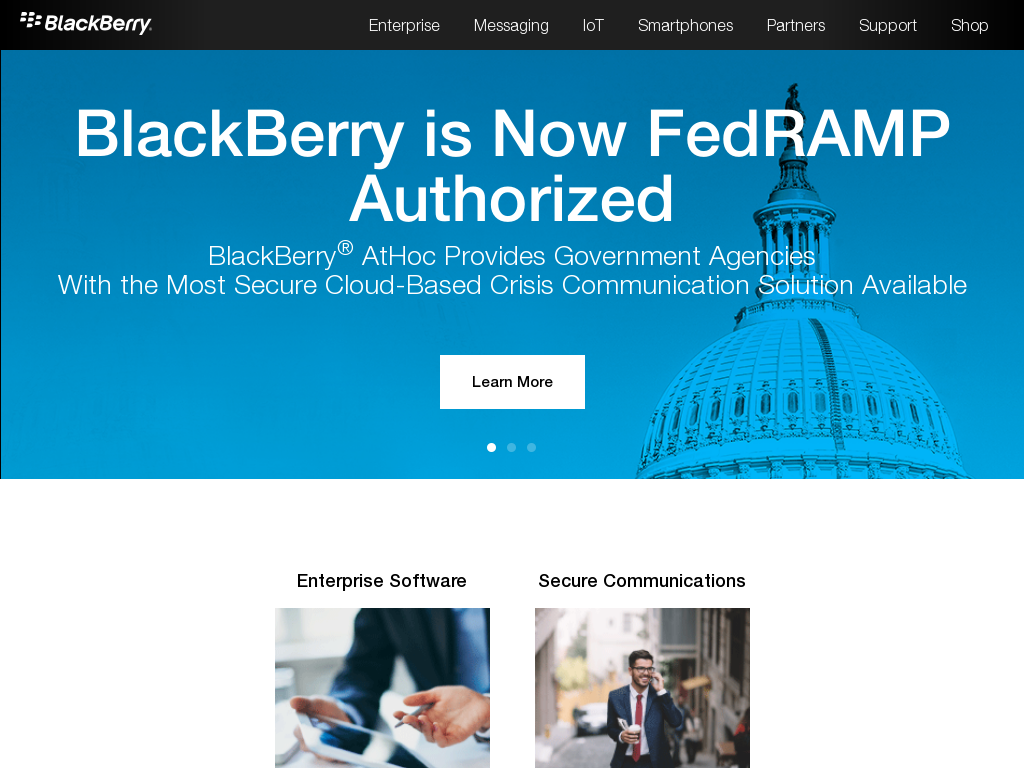 BlackBerry
Enterprise Messaging IoT Smartphones Partners Support Shop
BlackBerry is Now FedRAMP
Authorized
BlackBerry® AtHoc Provides Government Agencies
With the Most Secure Cloud-Based Crisis Communication Solution Available
Learn More
Enterprise Software
Secure Communications